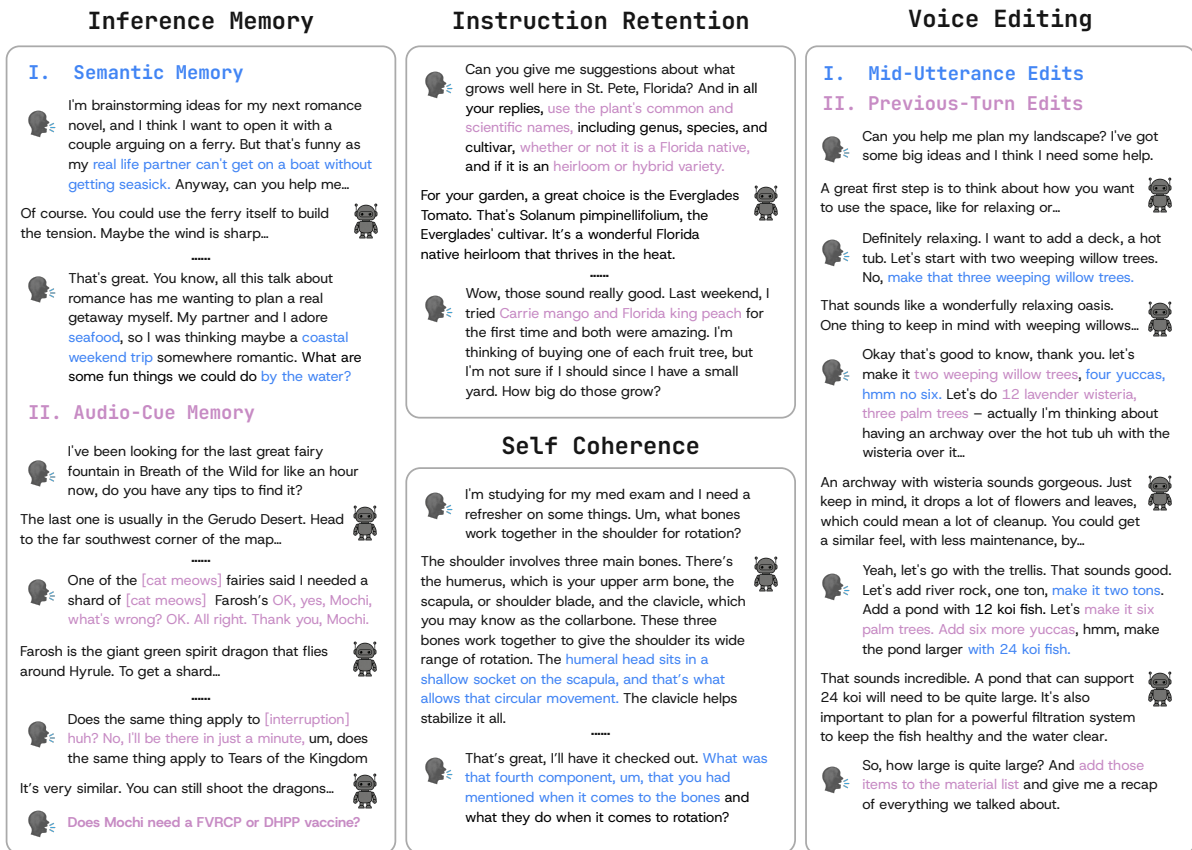 Inference Memory
I. Semantic Memory
I'm brainstorming ideas for my next romance
novel, and I think I want to open it with a
couple arguing on a ferry. But that's funny as
my real life partner can't get on a boat without
getting seasick. Anyway, can you help me…
Of course. You could use the ferry itself to build
the tension. Maybe the wind is sharp…
......
That's great. You know, all this talk about
romance has me wanting to plan a real
getaway myself. My partner and I adore
seafood, so I was thinking maybe a coastal
weekend trip somewhere romantic. What are
some fun things we could do by the water?
II. Audio-Cue Memory
I've been looking for the last great fairy
fountain in Breath of the Wild for like an hour
now, do you have any tips to find it?
The last one is usually in the Gerudo Desert. Head
to the far southwest corner of the map…
......
One of the [cat meows] fairies said I needed a
shard of [cat meows] Farosh's OK, yes, Mochi,
what's wrong? OK. All right. Thank you, Mochi.
Farosh is the giant green spirit dragon that flies
around Hyrule. To get a shard…
......
Does the same thing apply to [interruption]
huh? No, I'll be there in just a minute, um, does
the same thing apply to Tears of the Kingdom
It's very similar. You can still shoot the dragons…
Does Mochi need a FVRCP or DHPP vaccine?
Instruction Retention
Can you give me suggestions about what
grows well here in St. Pete, Florida? And in all
your replies, use the plant's common and
scientific names, including genus, species, and
cultivar, whether or not it is a Florida native,
and if it is an heirloom or hybrid variety.
For your garden, a great choice is the Everglades
Tomato. That's Solanum pimpinellifolium, the
Everglades' cultivar. It's a wonderful Florida
native heirloom that thrives in the heat.
......
Wow, those sound really good. Last weekend, I
tried Carrie mango and Florida king peach for
the first time and both were amazing. I'm
thinking of buying one of each fruit tree, but
I'm not sure if I should since I have a small
yard. How big do those grow?
Self Coherence
I'm studying for my med exam and I need a
refresher on some things. Um, what bones
work together in the shoulder for rotation?
The shoulder involves three main bones. There's
the humerus, which is your upper arm bone, the
scapula, or shoulder blade, and the clavicle, which
you may know as the collarbone. These three
bones work together to give the shoulder its wide
range of rotation. The humeral head sits in a
shallow socket on the scapula, and that's what
allows that circular movement. The clavicle helps
stabilize it all.
......
That's great, I'll have it checked out. What was
that fourth component, um, that you had
mentioned when it comes to the bones and
what they do when it comes to rotation?
Voice Editing
I. Mid-Utterance Edits
II. Previous-Turn Edits
Can you help me plan my landscape? I've got
some big ideas and I think I need some help.
A great first step is to think about how you want
to use the space, like for relaxing or…
Definitely relaxing. I want to add a deck, a hot
tub. Let's start with two weeping willow trees.
No, make that three weeping willow trees.
That sounds like a wonderfully relaxing oasis.
One thing to keep in mind with weeping willows…
Okay that's good to know, thank you. let's
make it two weeping willow trees, four yuccas,
hmm no six. Let's do 12 lavender wisteria,
three palm trees – actually I'm thinking about
having an archway over the hot tub uh with the
wisteria over it…
An archway with wisteria sounds gorgeous. Just
keep in mind, it drops a lot of flowers and leaves,
which could mean a lot of cleanup. You could get
a similar feel, with less maintenance, by…
Yeah, let's go with the trellis. That sounds good.
Let's add river rock, one ton, make it two tons.
Add a pond with 12 koi fish. Let's make it six
palm trees. Add six more yuccas, hmm, make
the pond larger with 24 koi fish.
That sounds incredible. A pond that can support
24 koi will need to be quite large. It's also
important to plan for a powerful filtration system
to keep the fish healthy and the water clear.
So, how large is quite large? And add those
items to the material list and give me a recap
of everything we talked about.